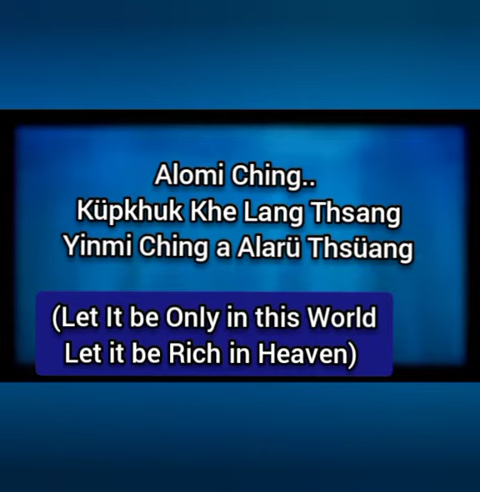 Alomi Ching..
Küpkhuk Khe Lang Thsang
Yinmi Ching a Alarü Thsüang
(Let It be Only in this World
Let it be Rich in Heaven)